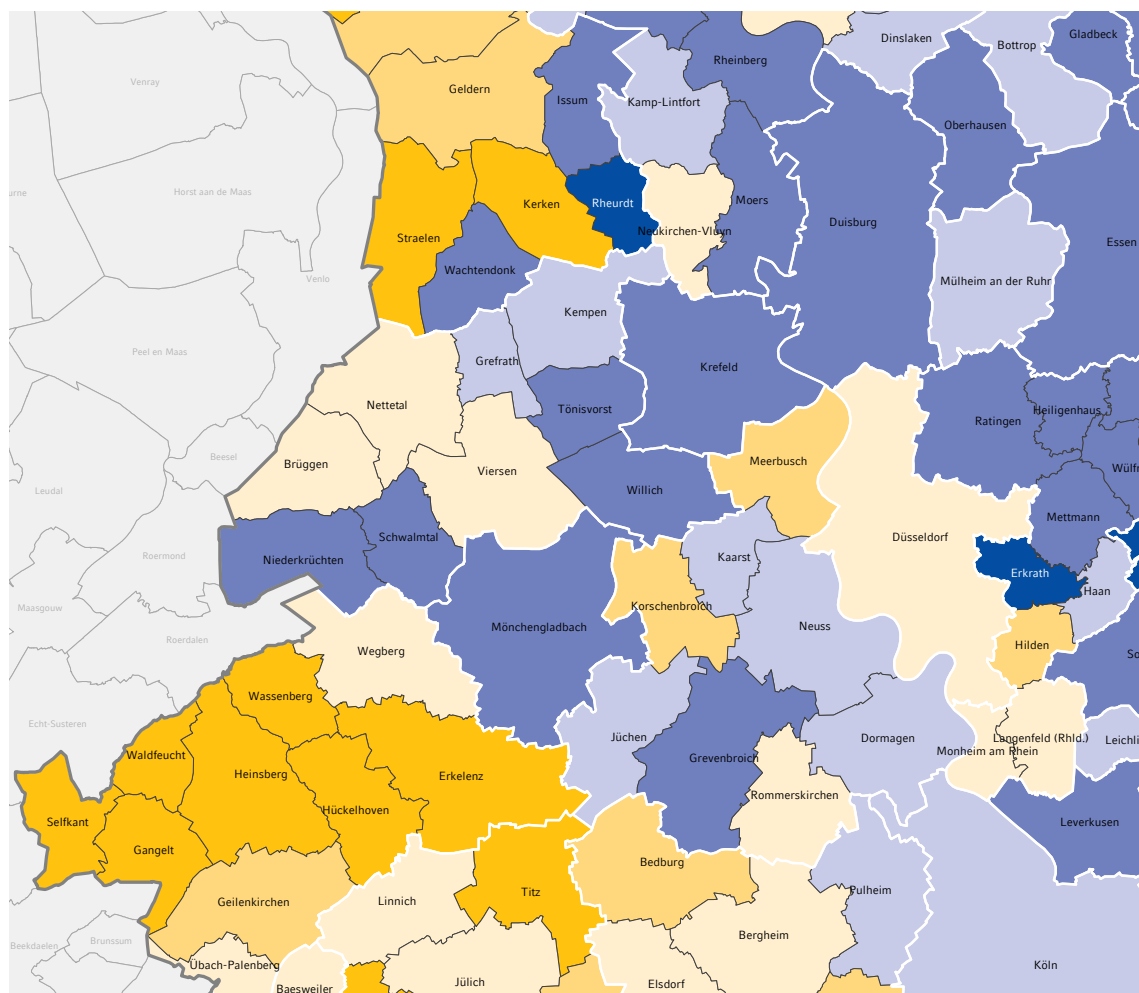 Dinslaken
Gladbeck
Bottrop
Rheinberg
Venray
Geldern
Issum
Kamp-Lintfort
Oberhausen
urne
Horst aan de Maas
Kerken
Rheurdt
Moers
Duisburg
Straelen
Neukirchen-Vluyn
Essen
Wachtendonk
Venlo
Mülheim an der Ruhr
Kempen
Peel en Maas
Grefrath
Krefeld
Nettetal
Tönisvorst
Heiligenhaus
Ratingen
Beesel
Brüggen
Viersen
Meerbusch
Wülfr
Leudal
Willich
Mettmann
Schwalmtal
Düsseldorf
Roermond
Niederkrüchten
Kaarst
Erkrath
Haan
Maasgouw
Korschenbroich
Mönchengladbach
Neuss
Roerdalen
Wegberg
Hilden
So
Wassenberg
Echt-Susteren
Jüchen
Dormagen
Langenfeld (Rhld.)
Leichli
Monheim am Rhein
Waldfeucht
Grevenbroich
Heinsberg
Erkelenz
Rommerskirchen
Hückelhoven
Selfkant
Leverkusen
Gangelt
Bedburg
Titz
Pulheim
Geilenkirchen
Linnich
Bergheim
Beekdaelen
Brunssum
Übach-Palenberg
Köln
Jülich
Elsdorf
Baesweiler